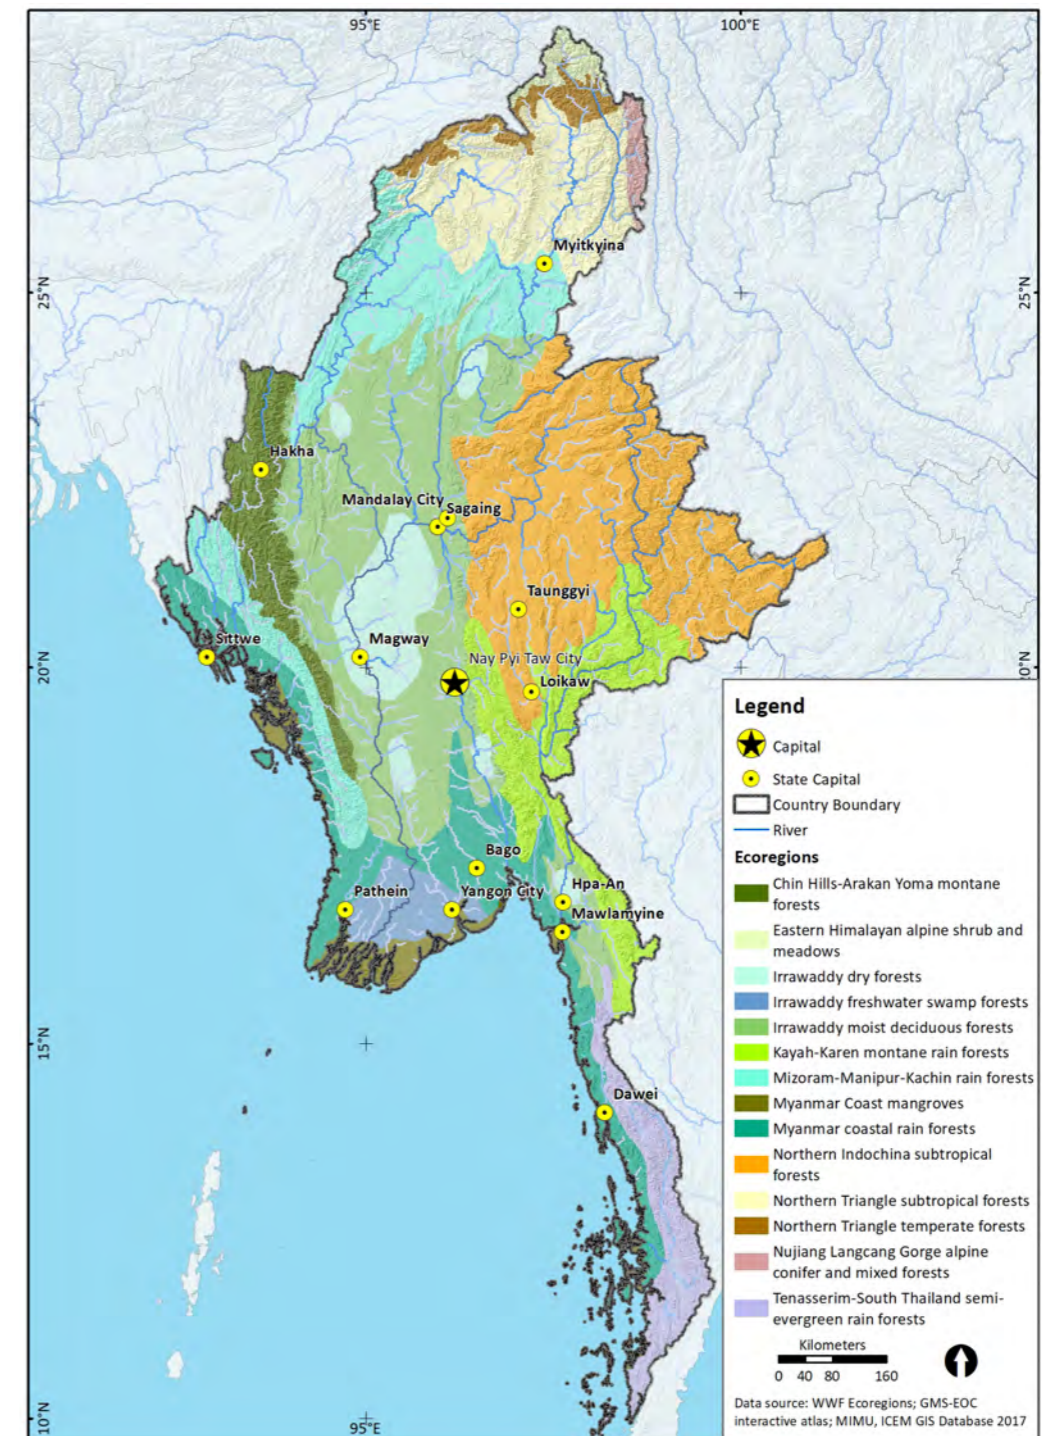 95°E
100°E
Myitkyina
25°N
25°N
Hakha
Mandalay City
Sagaing
Taunggyi
Sittwe
Magway
Nay Pyi Taw City
20°N
20°N
Loikaw
Bago
Hpa-An
Pathein
Yangon City
Mawlamyine
15°N
Dawei
10°N
95°E
Legend
Capital
State Capital
Country Boundary
River
Ecoregions
Chin Hills-Arakan Yoma montane
forests
Eastern Himalayan alpine shrub and
meadows
Irrawaddy dry forests
Irrawaddy freshwater swamp forests
Irrawaddy moist deciduous forests
Kayah-Karen montane rain forests
Mizoram-Manipur-Kachin rain forests
Myanmar Coast mangroves
Myanmar coastal rain forests
Northern Indochina subtropical
forests
Northern Triangle subtropical forests
Northern Triangle temperate forests
Nujiang Langcang Gorge alpine
conifer and mixed forests
Tenasserim-South Thailand semi-
evergreen rain forests
Kilometers
0 40 80 160
Data source: WWF Ecoregions; GMS-EOC
interactive atlas; MIMU, ICEM GIS Database 2017